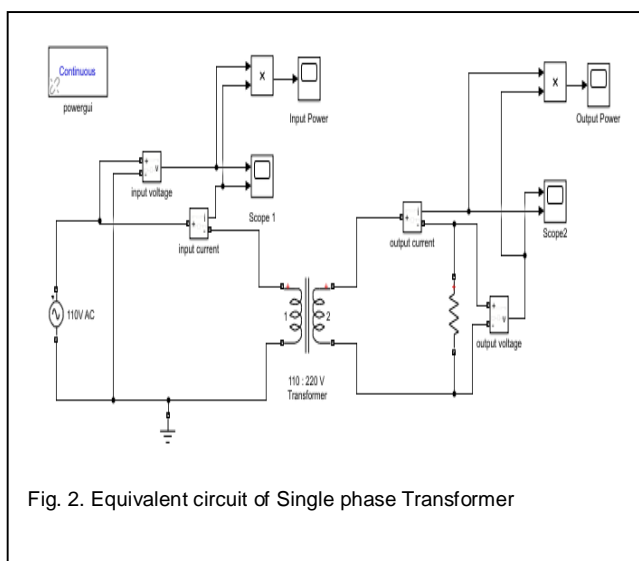 Continuous
powergui
x
Input Power
x
Output Power
+
-
v
input voltage
Scope 1
+
i
-
input current
+
i
-
output current
Scope2
110V AC
1
2
+
-
v
output voltage
110 : 220 V
Transformer
Fig. 2. Equivalent circuit of Single phase Transformer